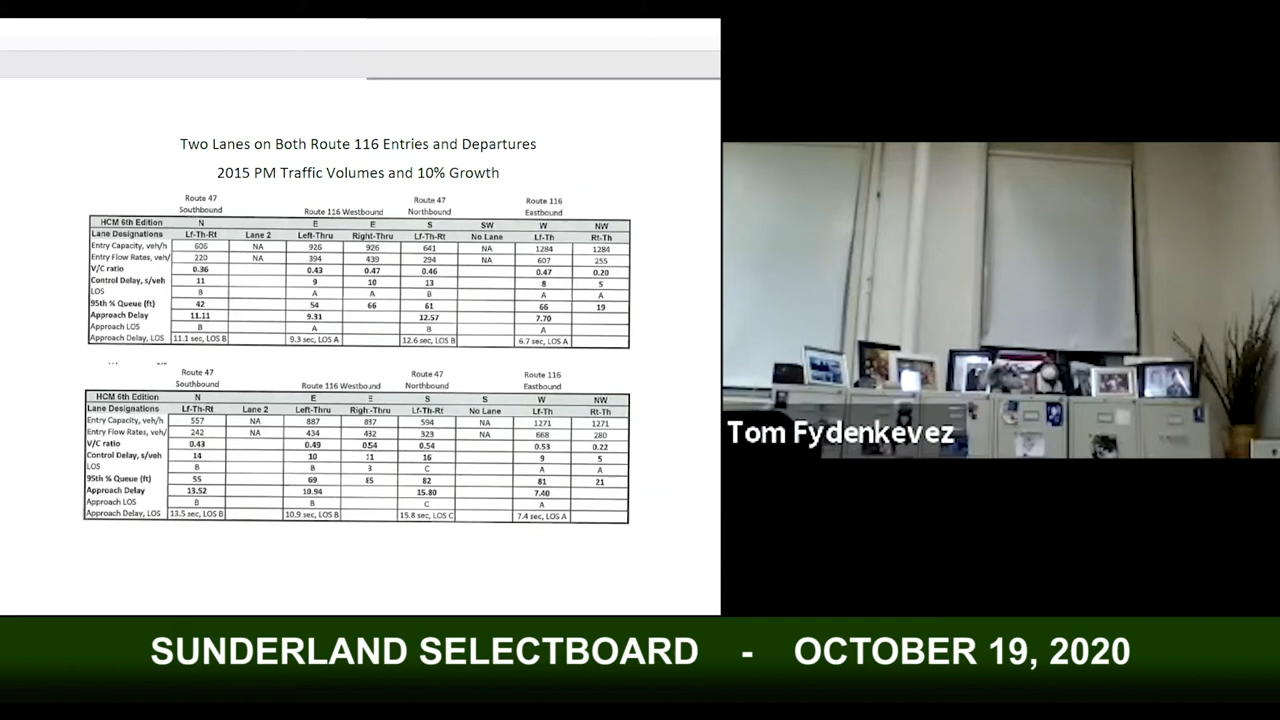 Two Lanes on Both Route 116 Entries and Departures
2015 PM Traffic Volumes and 10% Growth
Route 47 Southbound Route 116 Westbound Route 47 Northbound Route 116 Eastbound
HCM 6th Edition N E E S SW W NW
Lane Designations Lf-Th-Rt Lane 2 Left-Thru Right-Thru Lf-Th-Rt No Lane Lf-Th Rt-Th
Entry Capacity, veh/h 606 NA 926 926 641 NA 1284 1284
Entry Flow Rates, veh/ 220 NA 394 439 294 NA 607 255
V/C ratio 0.36 0.43 0.47 0.46 0.47 0.20
Control Delay, s/veh 11 9 10 13 8 5
LOS B A A B A A
95th % Queue (ft) 42 54 66 61 66 19
Approach Delay 11.11 9.31 12.57 7.70
Approach LOS B A B A
Approach Delay, LOS 11.1 sec, LOS B 9.3 sec, LOS A 12.6 sec, LOS B 6.7 sec, LOS A
Route 47 Southbound Route 116 Westbound Route 47 Northbound Route 116 Eastbound
HCM 6th Edition N E S S W NW
Lane Designations Lf-Th-Rt Lane 2 Left-Thru Lf-Th-Rt No Lane Lf-Th Rt-Th
Entry Capacity, veh/h 557 NA 887 594 NA 1271 1271
Entry Flow Rates, veh/ 242 NA 434 432 323 NA 668 280
V/C ratio 0.43 0.49 0.54 0.54 0.53 0.22
Control Delay, s/veh 14 10 11 16 9 5
LOS B B C A A
95th % Queue (ft) 55 69 82 81 21
Approach Delay 13.52 10.94 15.80 7.40
Approach LOS B B C A
Approach Delay, LOS 13.5 sec, LOS B 10.9 sec, LOS B 15.8 sec, LOS C 7.4 sec, LOS A
Tom Fydenkevez
SUNDERLAND SELECTBOARD - OCTOBER 19, 2020